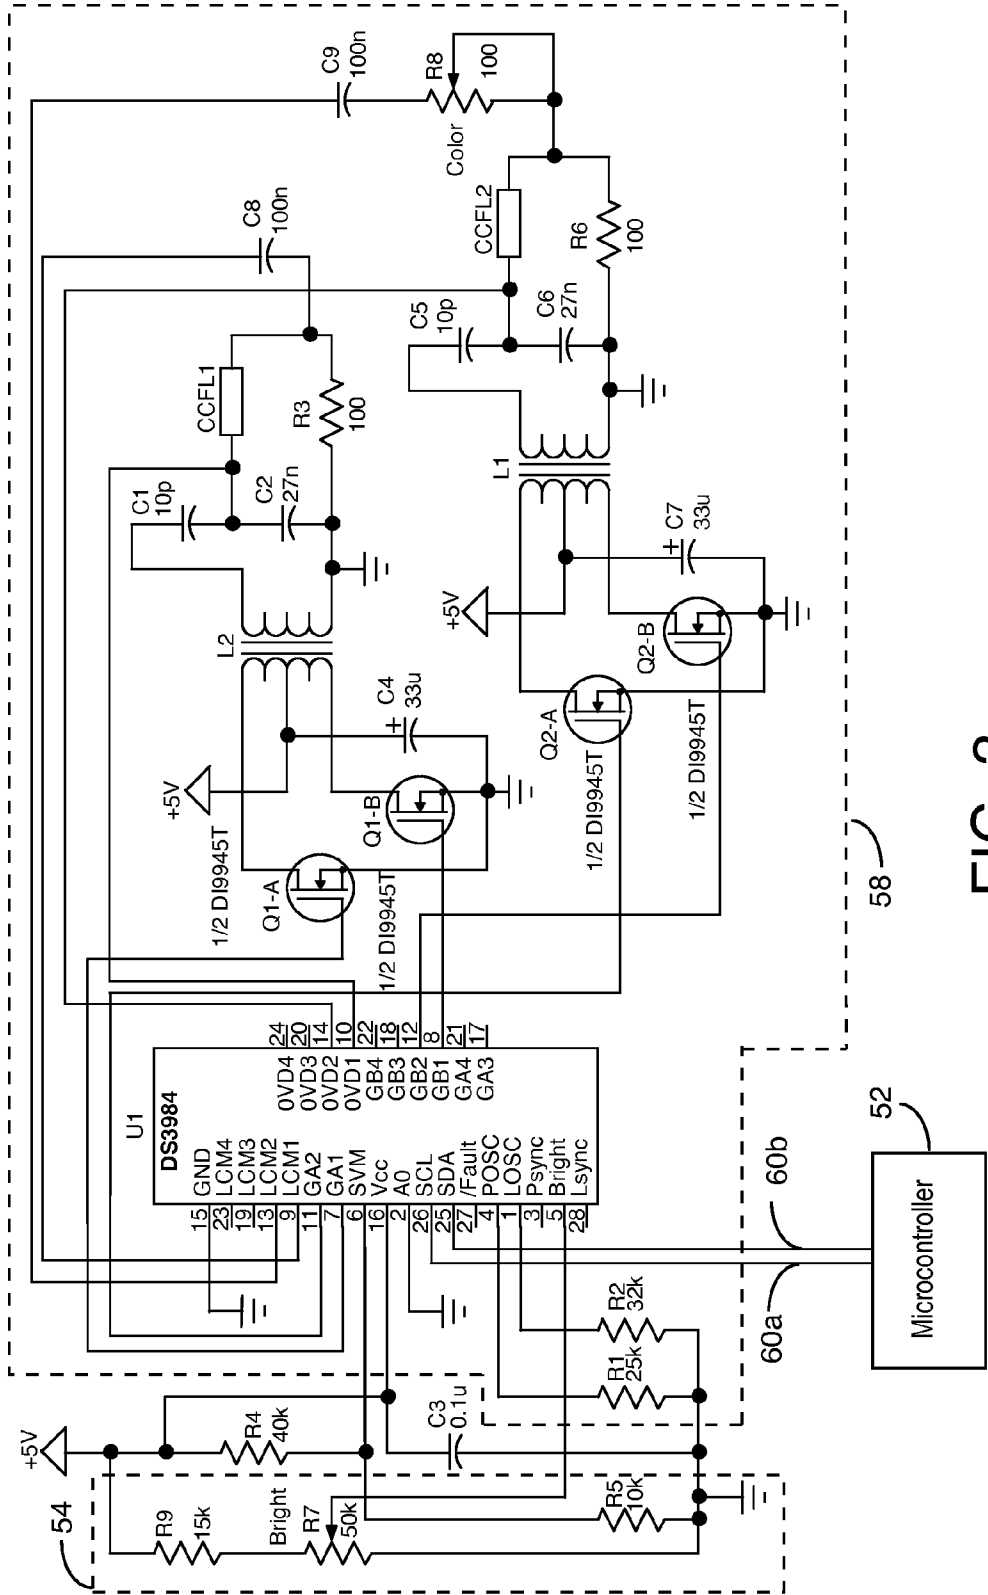 C9
100n
R8
100
Color
C8
100n
CCFL2
R6
100
C5
10p
C6
27n
CCFL1
R3
100
C1
10p
C2
27n
L1
L2
+5V
C7
33u
+5V
C4
33u
Q2-B
1/2 DI9945T
Q2-A
1/2 DI9945T
Q1-B
1/2 DI9945T
Q1-A
1/2 DI9945T
58
U1
DS3984
24 0VD4
20 0VD3
14 0VD2
10 0VD1
22 GB4
18 GB3
12 GB2
8 GB1
21 GA4
17 GA3
15 GND
23 LCM4
19 LCM3
13 LCM2
9 LCM1
11 GA2
7 GA1
6 SVM
16 Vcc
2 A0
26 SCL
25 SDA
27 /Fault
4 POSC
1 LOSC
3 Psync
5 Bright
28 Lsync
52
60b
60a
Microcontroller
R2
32k
R1
25k
+5V
R4
40k
C3
0.1u
54
R9
15k
Bright
R7
50k
R5
10k